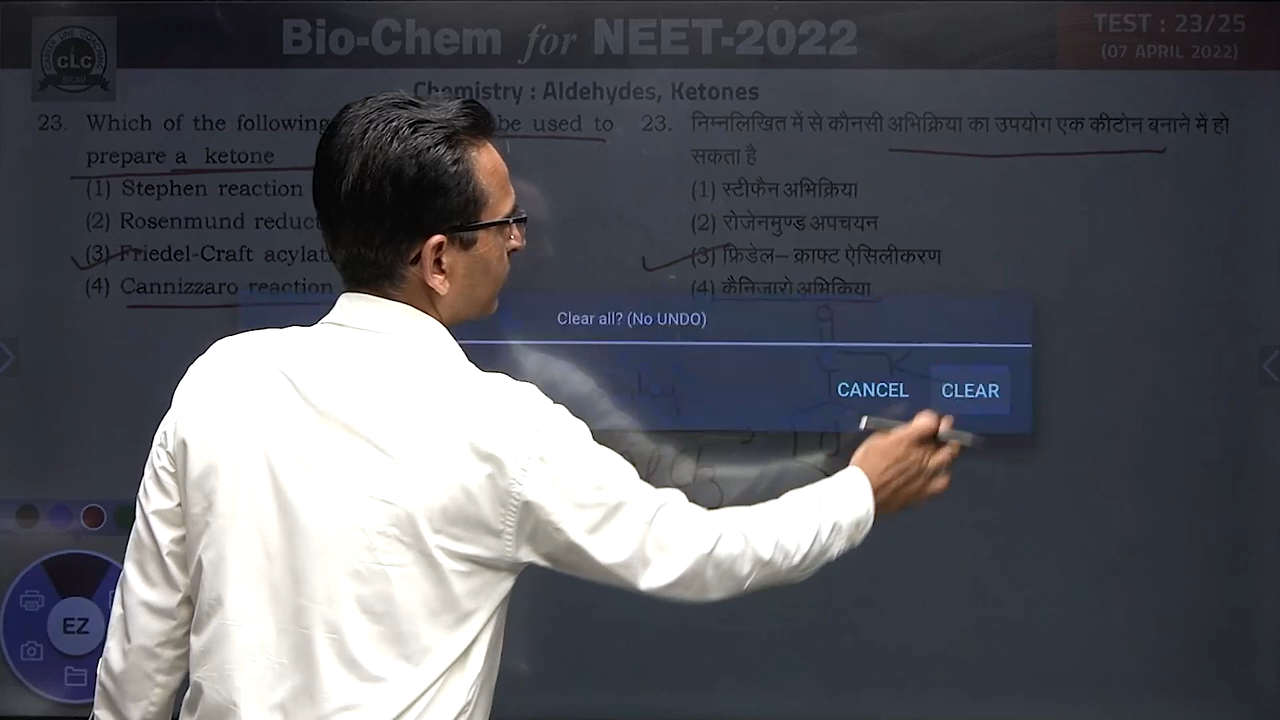 CLC
Bio-Chem for NEET-2022
TEST : 23/25
(07 APRIL 2022)
Chemistry : Aldehydes, Ketones
23. Which of the following be used to
prepare a ketone
(1) Stephen reaction
(2) Rosenmund
(3) Friedel-Craft
(4) Cannizzaro reaction
23. निम्नलिखित में से कौनसी अभिक्रिया का उपयोग एक कीटोन बनाने में हो
सकता है
(1) स्टीफैन अभिक्रिया
(2) रोजेनमुण्ड अपचयन
(3) फ्रिडेल– क्राफ्ट ऐसिलीकरण
(4) कैनिजारो अभिक्रिया
Clear all? (No UNDO)
CANCEL CLEAR
EZ